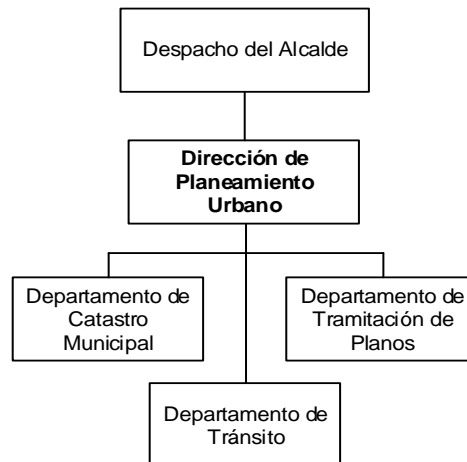 Despacho del Alcalde
Dirección de
Planeamiento
Urbano
Departamento de
Catastro
Municipal
Departamento de
Tramitación de
Planos
Departamento de
Tránsito